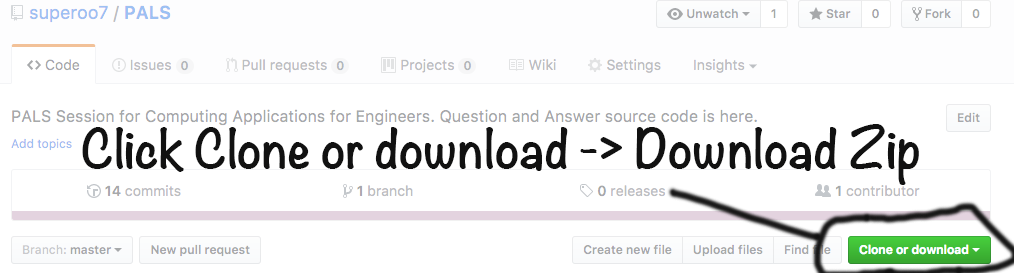 superoo7 / PALS
Unwatch 1 Star 0 Fork 0
Code Issues 0 Pull requests 0 Projects 0 Wiki Settings Insights
PALS Session for Computing Applications for Engineers. Question and Answer source code is here. Edit
Add topics
Click Clone or download -> Download Zip
14 commits 1 branch 0 releases 1 contributor
Branch: master New pull request Create new file Upload files Find file Clone or download